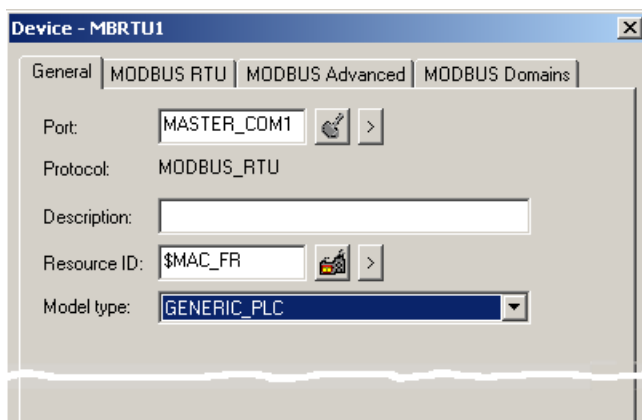 Device - MBRTU1
General MODBUS RTU MODBUS Advanced MODBUS Domains
Port: MASTER_COM1 >
Protocol: MODBUS_RTU
Description:
Resource ID: $MAC_FR >
Model type: GENERIC_PLC